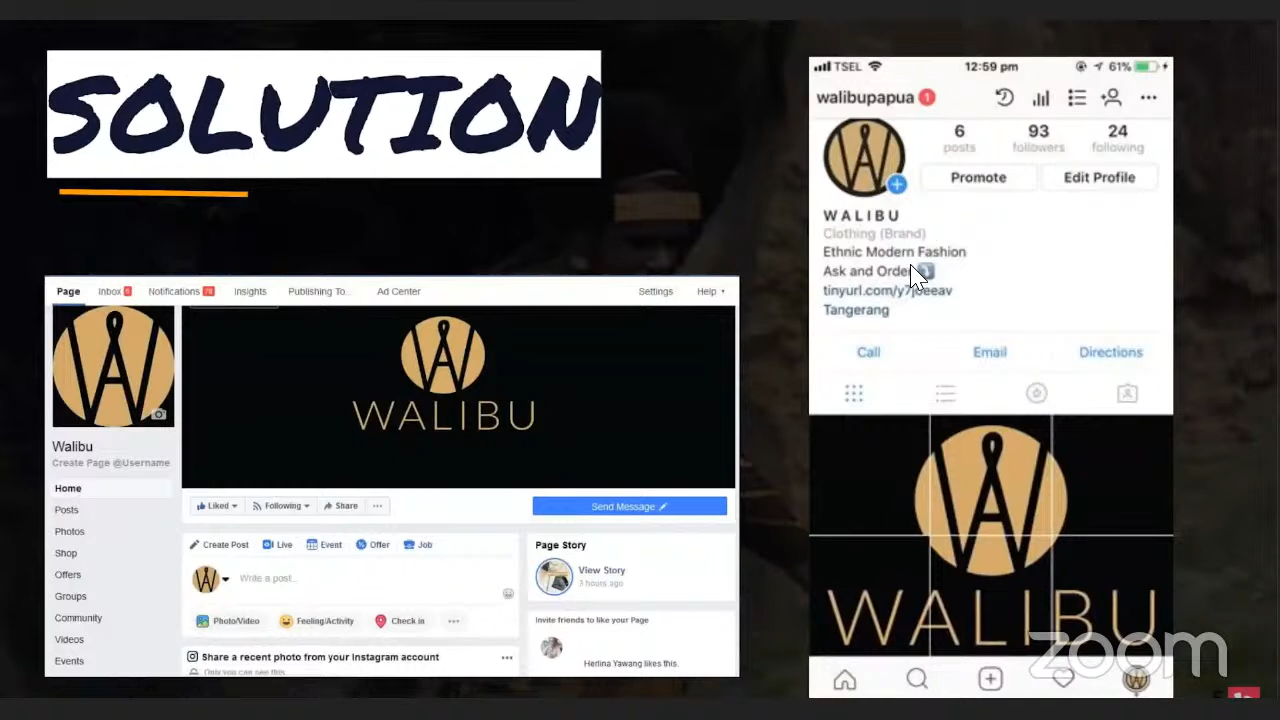 SOLUTION
Page Inbox 6 Notifications Insights Publishing To... Ad Center Settings Help
WALIBU
Walibu
Create Page @Username
Home
Posts
Photos
Shop
Offers
Groups
Community
Videos
Events
Liked Following Share ...
Send Message
Create Post Live Event Offer Job
Write a post...
Photo/Video Feeling/Activity Check in ...
Share a recent photo from your Instagram account ...
Only you can see this
Page Story
View Story
3 hours ago
Invite friends to like your Page
Herlina Yawang likes this.
TSEL 12:59 pm 61%
walibupapua 1
6 93 24
posts followers following
Promote Edit Profile
WALIBU
Clothing (Brand)
Ethnic Modern Fashion
Ask and Order
Tangerang
Call Email Directions
WALIBU
zoom